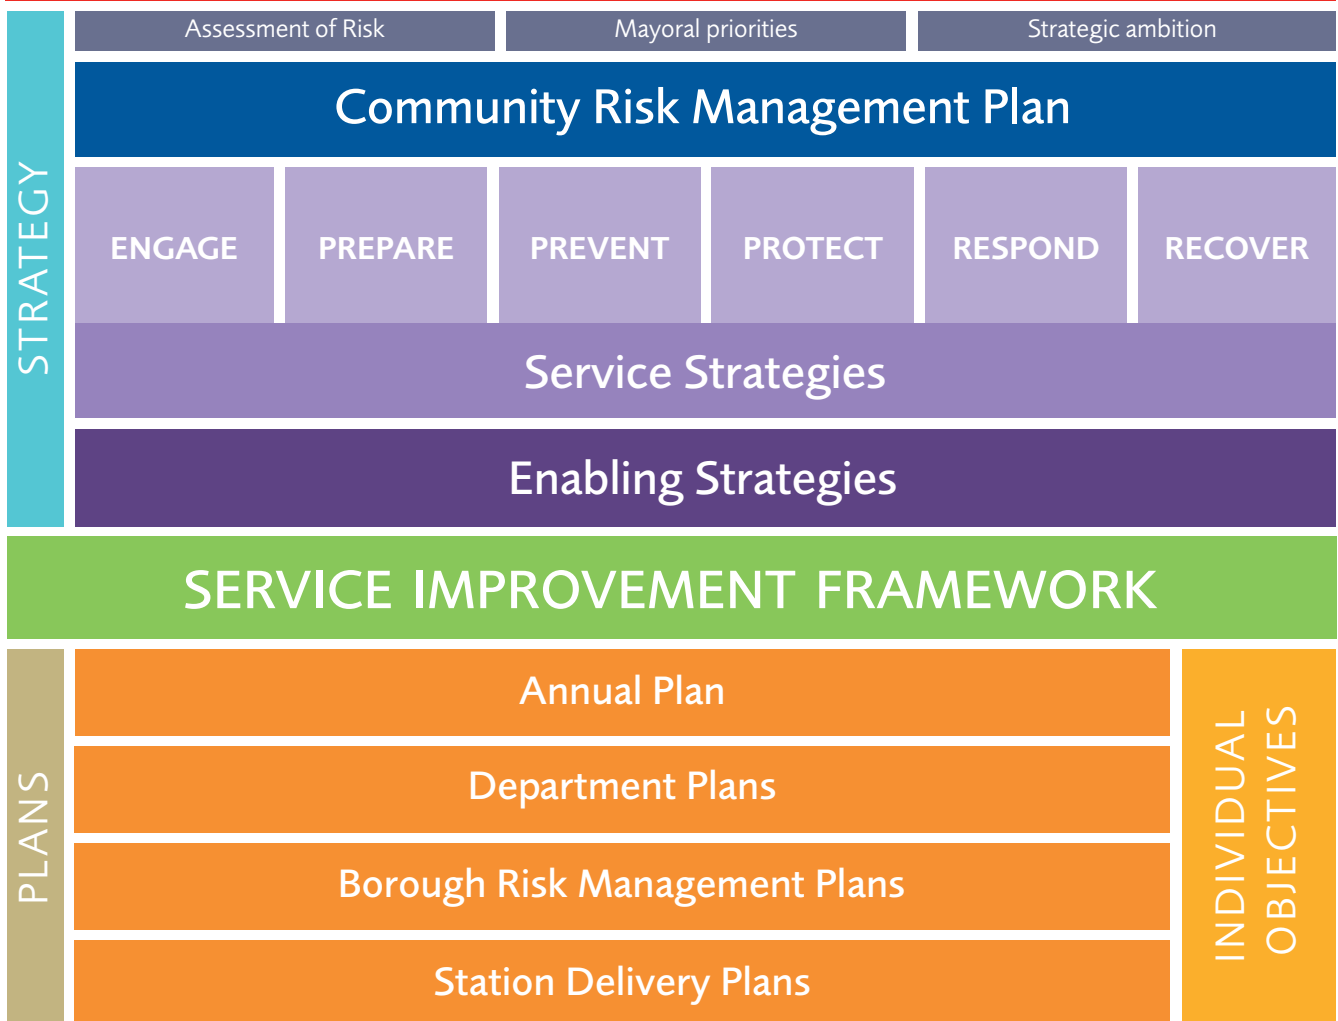 Assessment of Risk
Mayoral priorities
Strategic ambition
STRATEGY
Community Risk Management Plan
ENGAGE
PREPARE
PREVENT
PROTECT
RESPOND
RECOVER
Service Strategies
Enabling Strategies
SERVICE IMPROVEMENT FRAMEWORK
PLANS
Annual Plan
Department Plans
Borough Risk Management Plans
Station Delivery Plans
INDIVIDUAL
OBJECTIVES